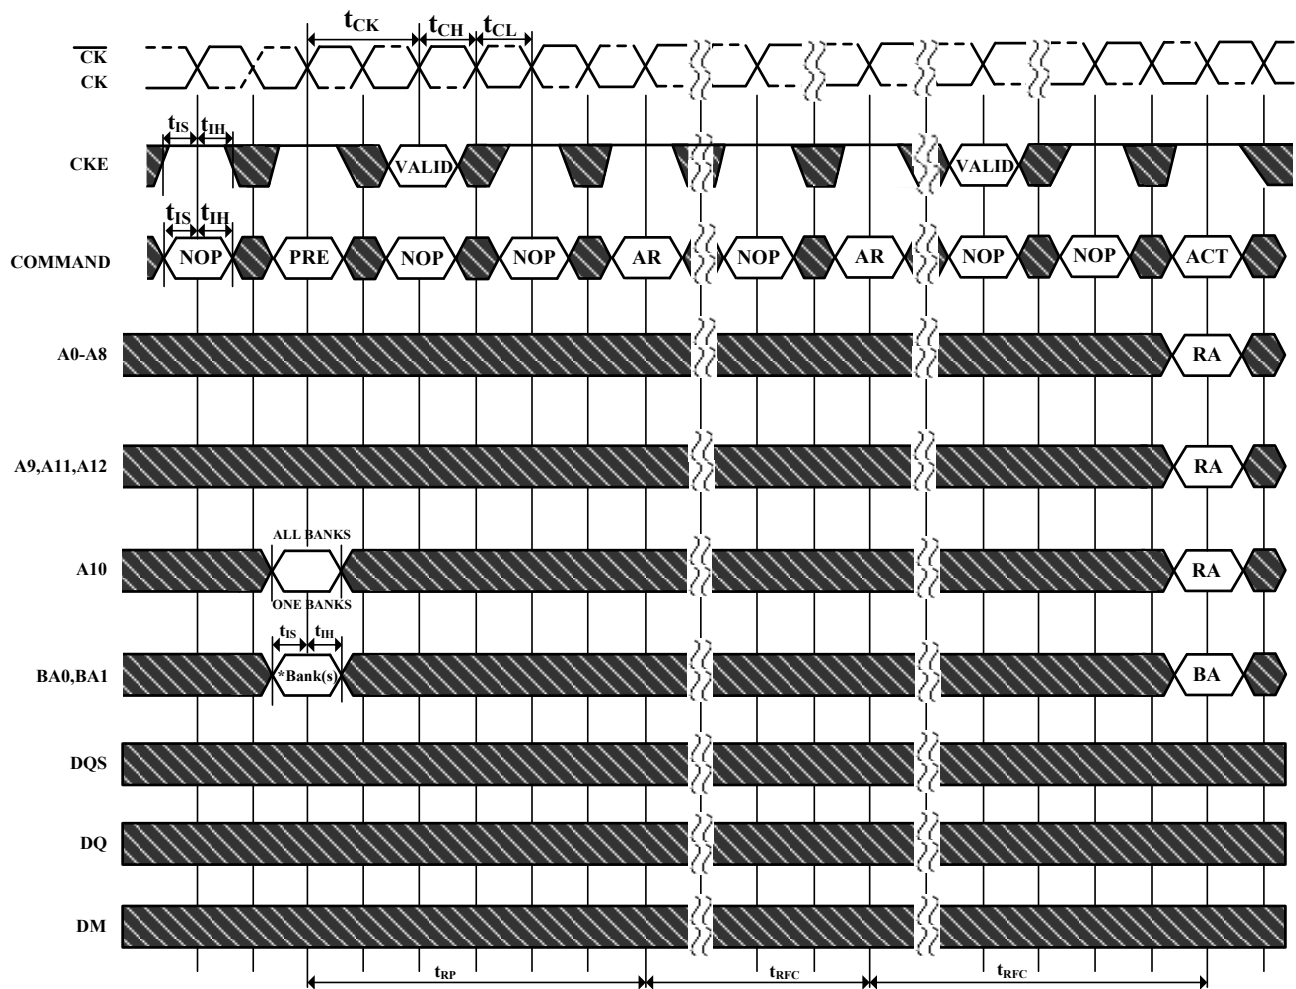 tCK tCH tCL
CK
CK
tIS tIH
CKE VALID VALID
tIS tIH
COMMAND NOP PRE NOP NOP AR NOP AR NOP NOP ACT
A0-A8 RA
A9,A11,A12 RA
ALL BANKS
A10 RA
ONE BANKS
tIS tIH
BA0,BA1 *Bank(s) BA
DQS
DQ
DM
tRP tRFC tRFC